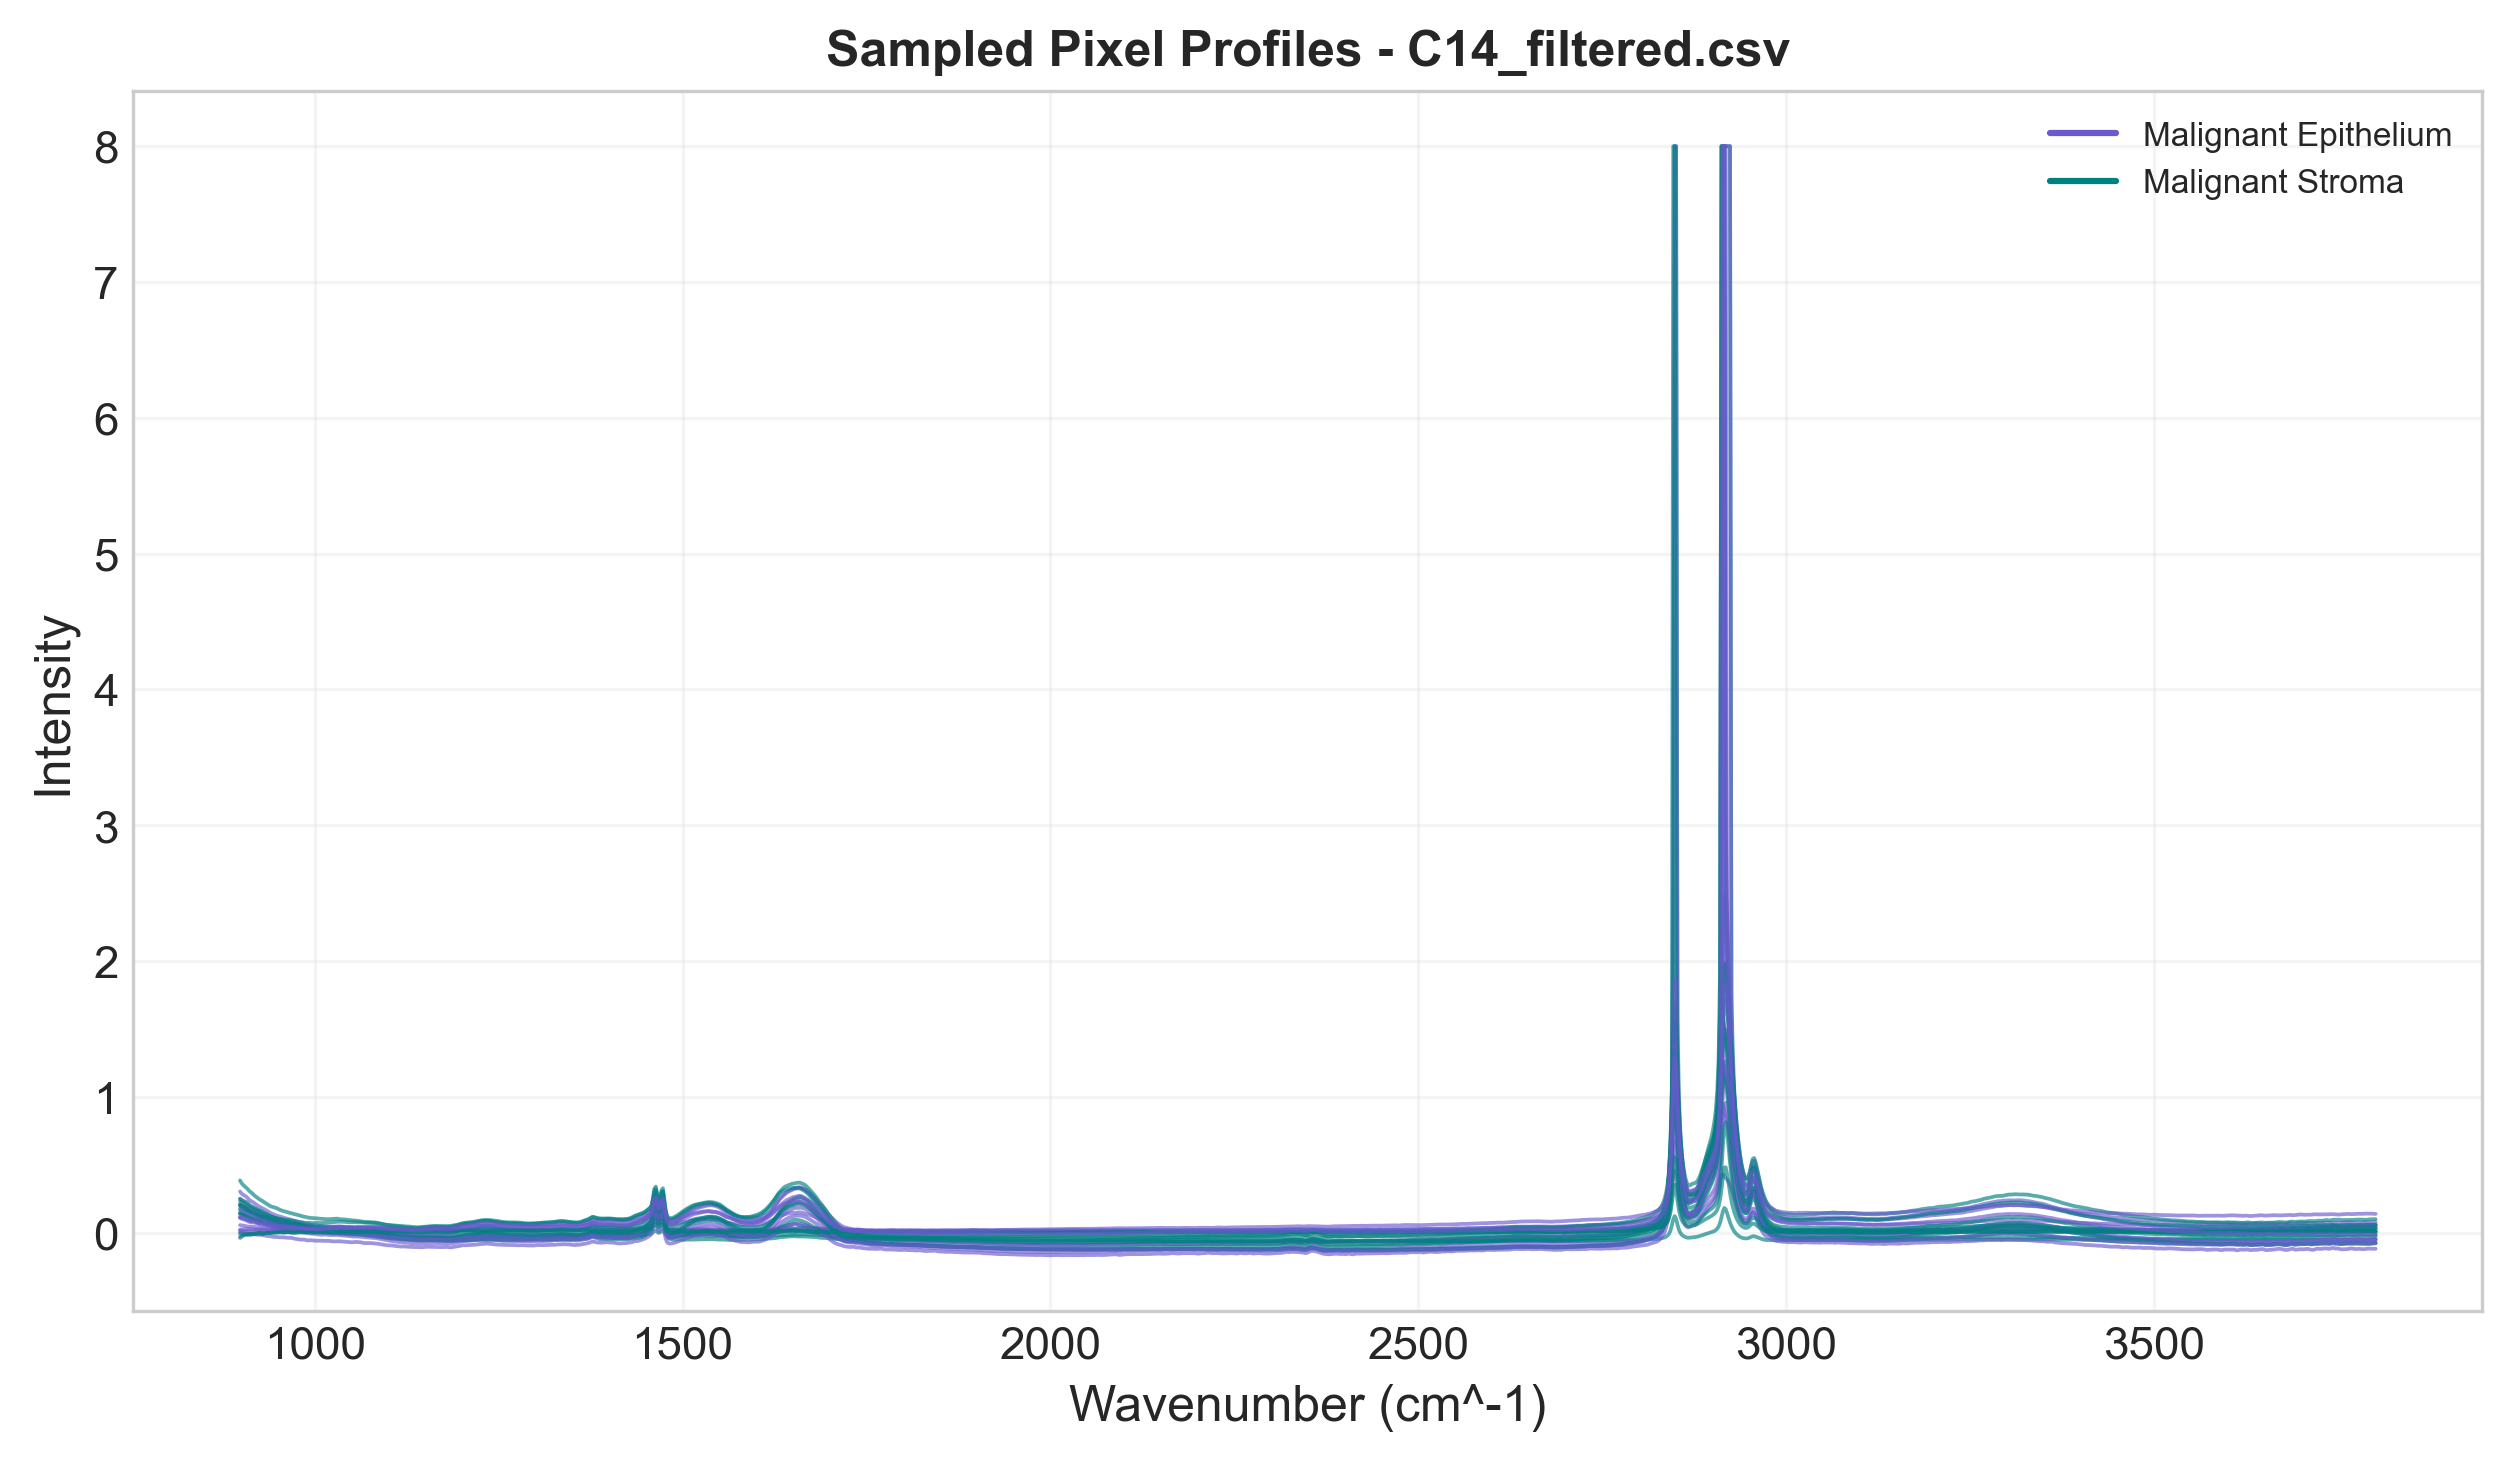 Sampled Pixel Profiles - C14_filtered.csv
Malignant Epithelium
Malignant Stroma
8
7
6
5
4
3
2
1
0
Intensity
1000 1500 2000 2500 3000 3500
Wavenumber (cm^-1)